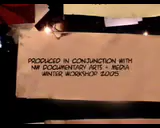 PRODUCED IN CONJUNCTION WITH
NW DOCUMENTARY ARTS + MEDIA
WINTER WORKSHOP 2005